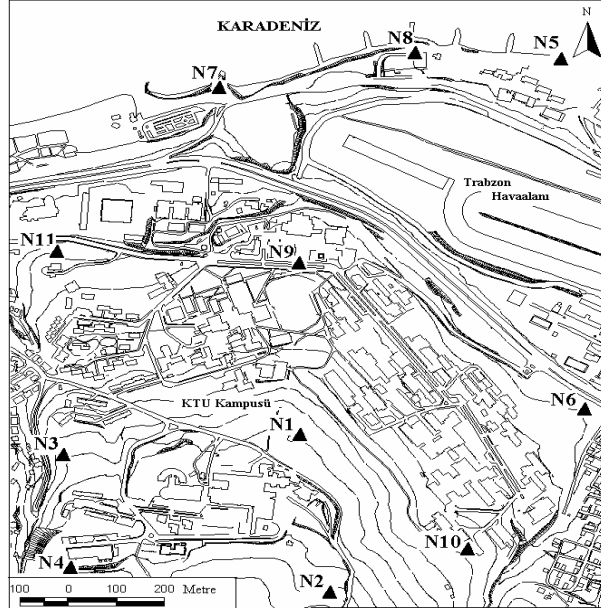 KARADENİZ
N
N8
N5
N7
Trabzon
Havaalanı
N11
N9
KTU Kampusü
N6
N1
N3
N10
N4
N2
100 0 100 200 Metre